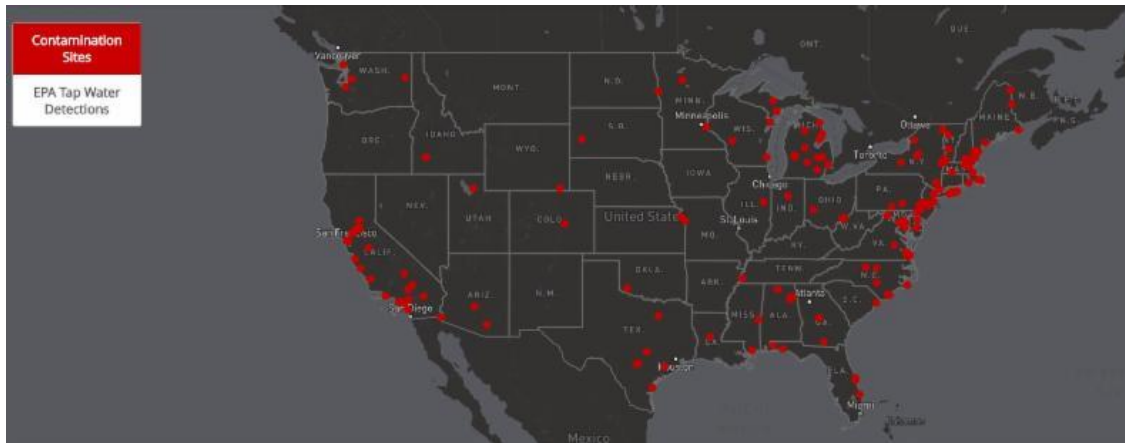 Contamination
Sites
EPA Tap Water
Detections
QUE.
ONT.
Vancouver
WASH.
MONT.
N.D.
MINN.
N.B.
MAINE
Ottawa
Minneapolis
ORE.
IDAHO
S.D.
WIS.
MICH.
VT.
Toronto
WYO.
N.Y.
MASS.
IOWA
Chicago
NEBR.
PA.
NEV.
UTAH
ILL.
IND.
OHIO
COLO.
United States
St. Louis
W.VA.
San Francisco
MO.
KY.
VA.
CALIF.
OKLA.
TENN.
N.C.
ARIZ.
N.M.
ARK.
Atlanta
S.C.
San Diego
MISS.
ALA.
GA.
TEX.
LA.
Houston
FLA.
Miami
Mexico